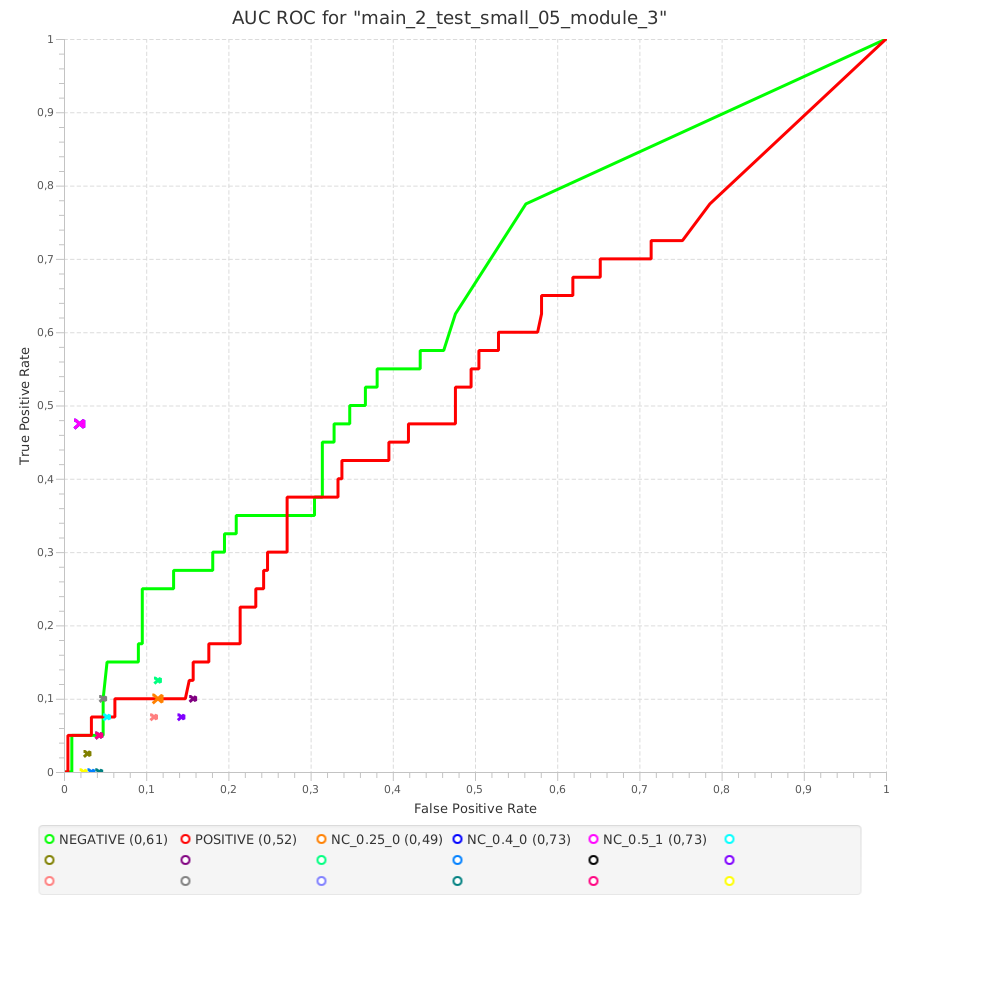 AUC ROC for "main_2_test_small_05_module_3"
1
0,9
0,8
0,7
0,6
0,5
0,4
0,3
0,2
0,1
0
True Positive Rate
0 0,1 0,2 0,3 0,4 0,5 0,6 0,7 0,8 0,9 1
False Positive Rate
NEGATIVE (0,61) POSITIVE (0,52) NC_0.25_0 (0,49) NC_0.4_0 (0,73) NC_0.5_1 (0,73)